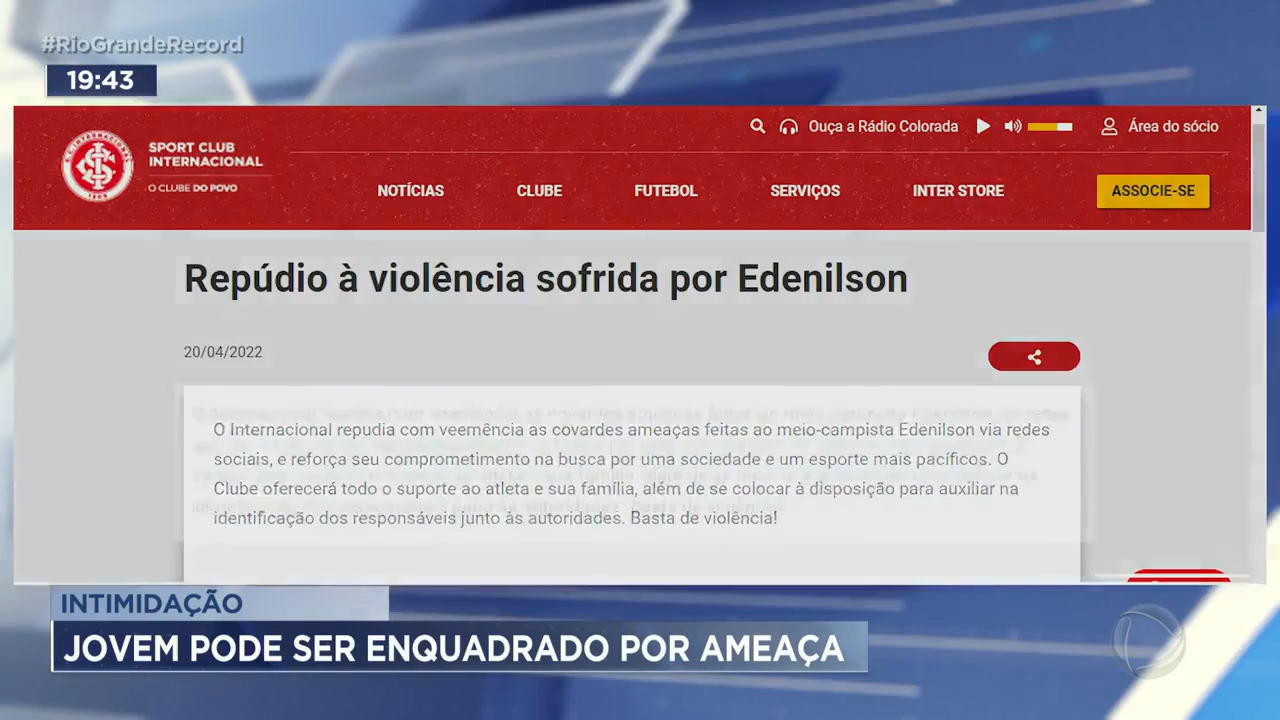 #RioGrandeRecord
19:43
SPORT CLUB
INTERNACIONAL
O CLUBE DO POVO
Ouça a Rádio Colorada
Área do sócio
NOTÍCIAS
CLUBE
FUTEBOL
SERVIÇOS
INTER STORE
ASSOCIE-SE
Repúdio à violência sofrida por Edenilson
20/04/2022
O Internacional repudia com veemência as covardes ameaças feitas ao meio-campista Edenilson via redes
sociais, e reforça seu comprometimento na busca por uma sociedade e um esporte mais pacíficos. O
Clube oferecerá todo o suporte ao atleta e sua família, além de se colocar à disposição para auxiliar na
identificação dos responsáveis junto às autoridades. Basta de violência!
INTIMIDAÇÃO
JOVEM PODE SER ENQUADRADO POR AMEAÇA